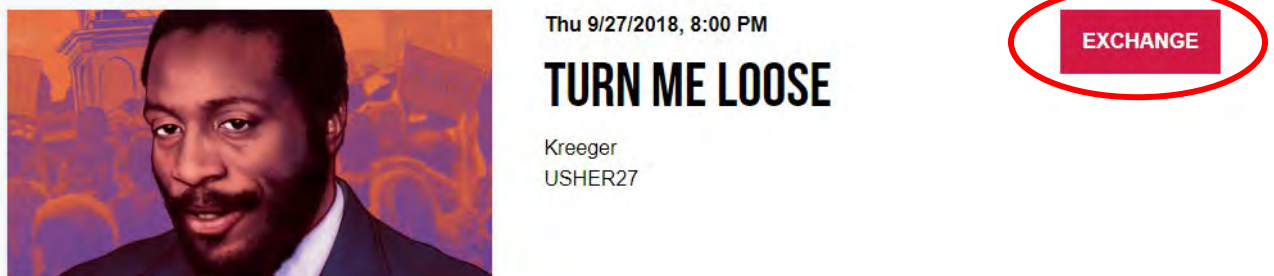 Thu 9/27/2018, 8:00 PM
EXCHANGE
TURN ME LOOSE
Kreeger
USHER27